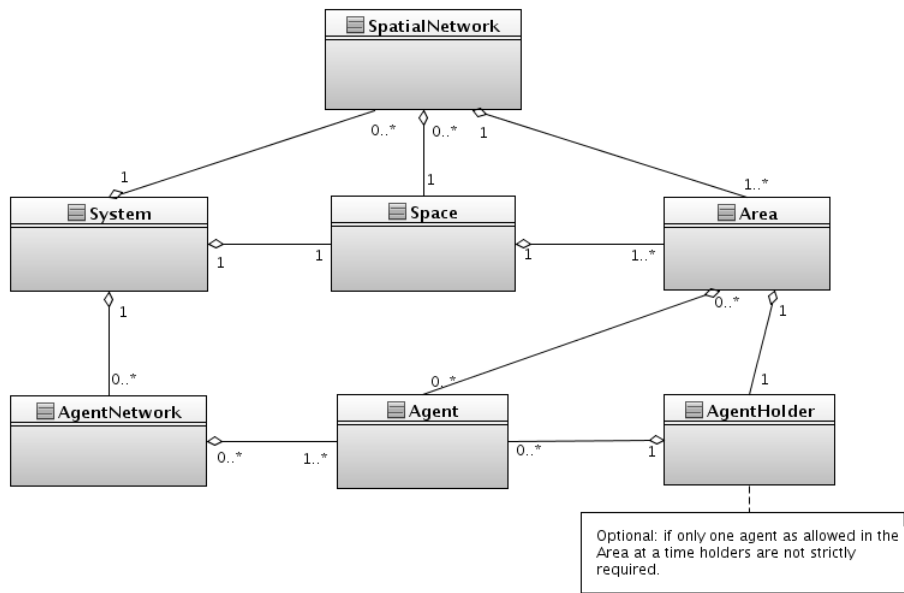 SpatialNetwork
0..*
0..*
1
1
1
1..*
System
Space
Area
1
1
1
1..*
1
0..*
1
0..*
0..*
1
AgentNetwork
Agent
AgentHolder
0..*
1..*
0..*
1
Optional: if only one agent as allowed in the
Area at a time holders are not strictly
required.